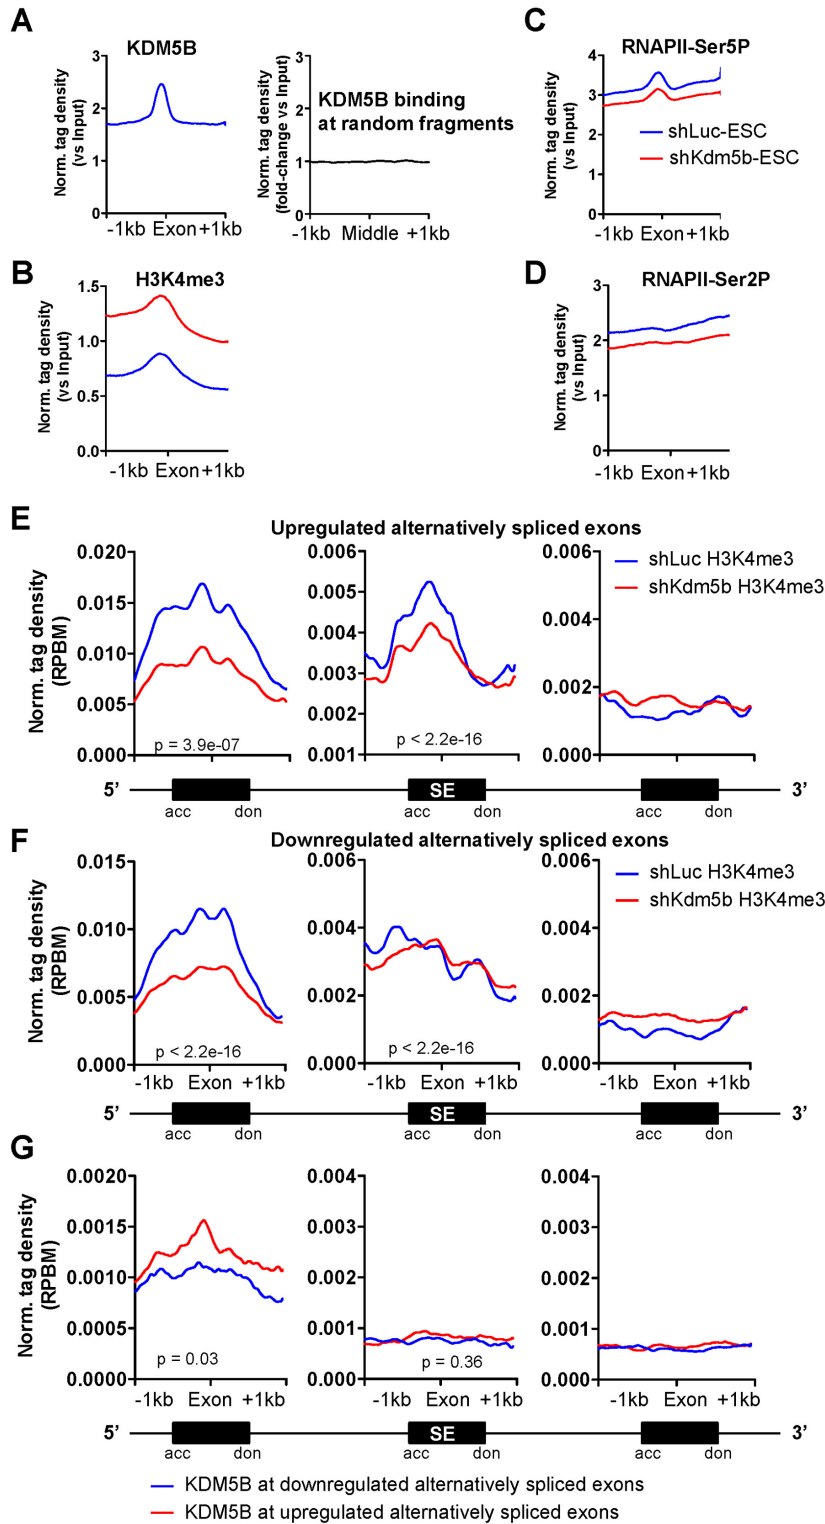 A
KDM5B
Norm. tag density
(vs Input)
3
2
1
0
-1kb Exon +1kb
Norm. tag density
(fold-change vs Input)
3
2
1
0
KDM5B binding
at random fragments
-1kb Middle +1kb
C
RNAPII-Ser5P
Norm. tag density
(vs Input)
4
3
2
1
0
shLuc-ESC
shKdm5b-ESC
-1kb Exon +1kb
B
H3K4me3
Norm. tag density
(vs Input)
1.5
1.0
0.5
0.0
-1kb Exon +1kb
D
RNAPII-Ser2P
Norm. tag density
(vs Input)
3
2
1
0
-1kb Exon +1kb
E
Upregulated alternatively spliced exons
Norm. tag density
(RPBM)
0.020
0.015
0.010
0.005
0.000
p = 3.9e-07
0.006
0.005
0.004
0.003
0.002
0.001
p < 2.2e-16
0.006
0.004
0.002
0.000
shLuc H3K4me3
shKdm5b H3K4me3
5’ SE 3’
acc don acc don acc don
F
Downregulated alternatively spliced exons
Norm. tag density
(RPBM)
0.015
0.010
0.005
0.000
p < 2.2e-16
-1kb Exon +1kb
0.006
0.004
0.002
0.000
p < 2.2e-16
-1kb Exon +1kb
0.006
0.004
0.002
0.000
shLuc H3K4me3
shKdm5b H3K4me3
-1kb Exon +1kb
5’ SE 3’
acc don acc don acc don
G
Norm. tag density
(RPBM)
0.0020
0.0015
0.0010
0.0005
0.0000
p = 0.03
-1kb Exon +1kb
0.004
0.003
0.002
0.001
0.000
p = 0.36
-1kb Exon +1kb
0.004
0.003
0.002
0.001
0.000
-1kb Exon +1kb
5’ SE 3’
acc don acc don acc don
KDM5B at downregulated alternatively spliced exons
KDM5B at upregulated alternatively spliced exons